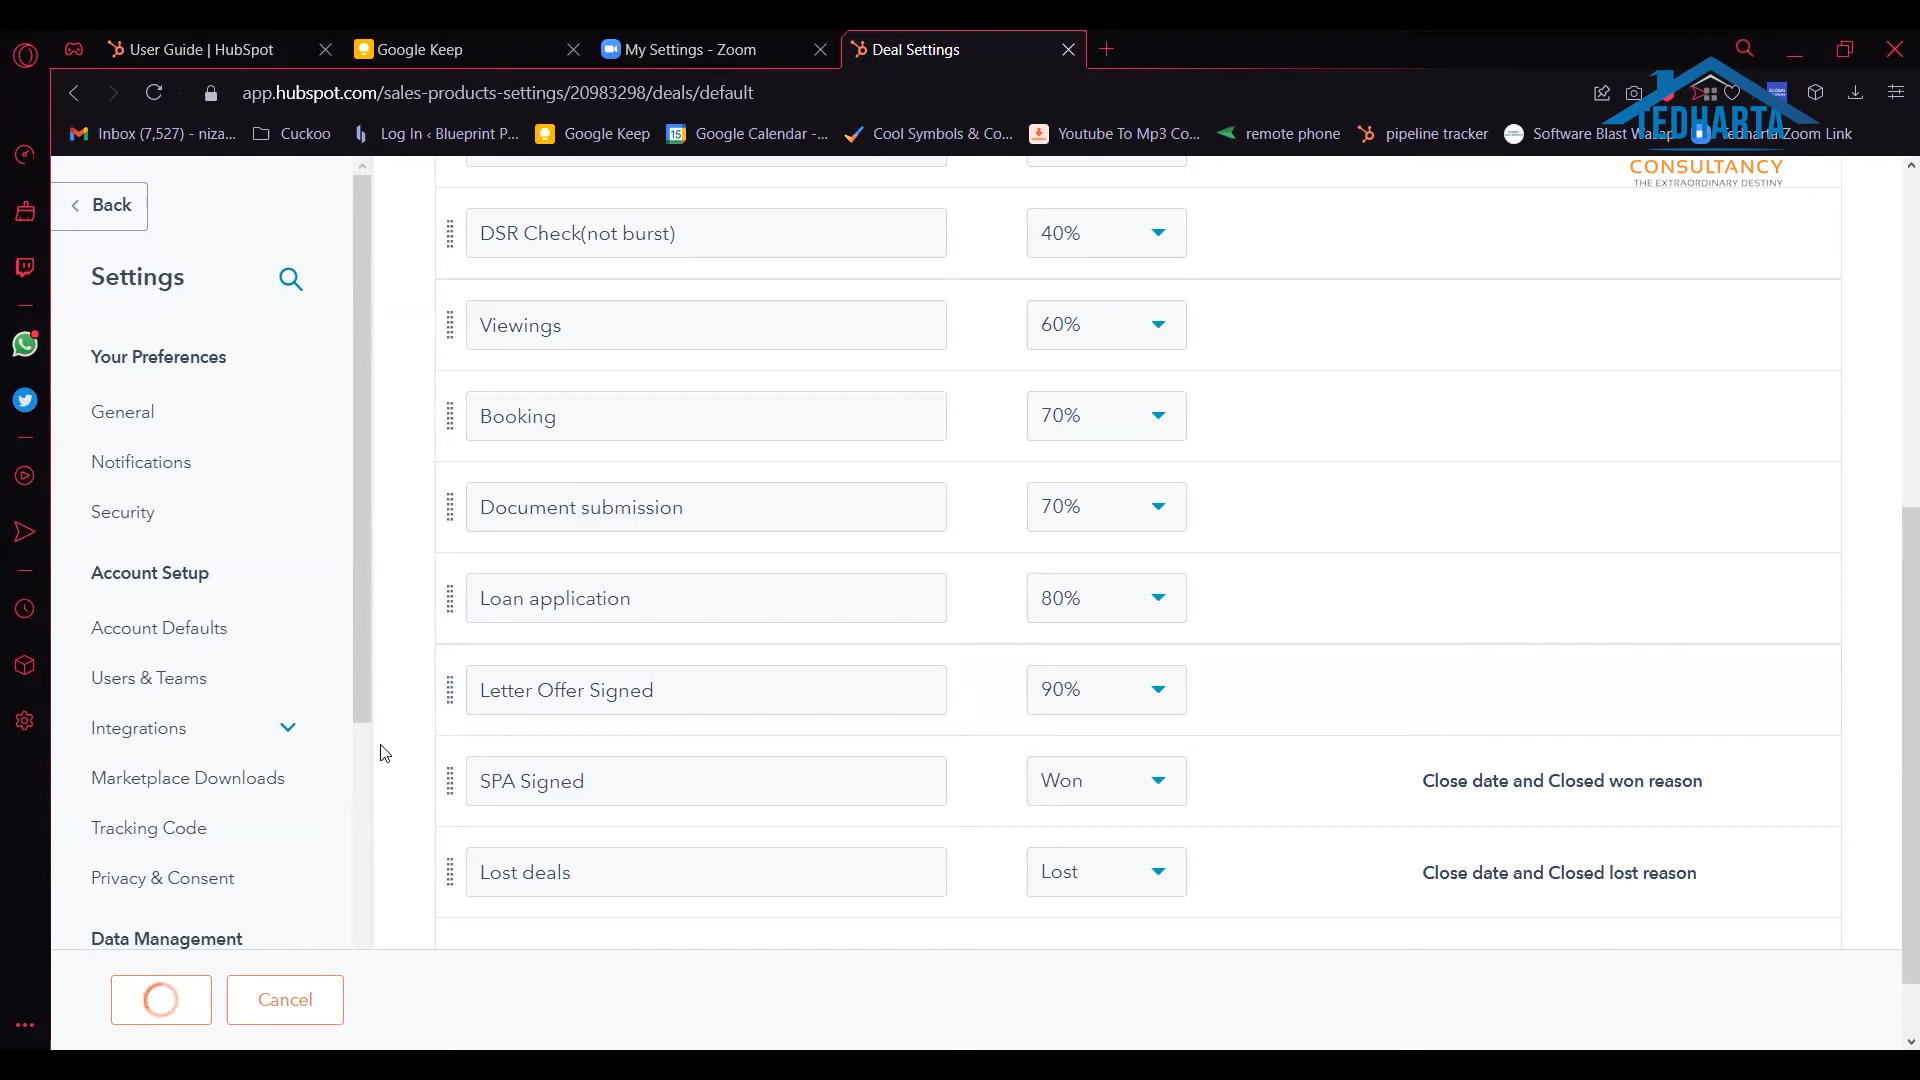 User Guide | HubSpot
Google Keep
My Settings - Zoom
Deal Settings
app.hubspot.com/sales-products-settings/20983298/deals/default
Inbox (7,527) - niza...
Cuckoo
Log In ‹ Blueprint P...
Google Keep
15
Google Calendar -...
Cool Symbols & Co...
Youtube To Mp3 Co...
remote phone
pipeline tracker
Software Blast Wasap
Tedharta Zoom Link
TEDHARTA
CONSULTANCY
THE EXTRAORDINARY DESTINY
Back
Settings
Your Preferences
General
Notifications
Security
Account Setup
Account Defaults
Users & Teams
Integrations
Marketplace Downloads
Tracking Code
Privacy & Consent
Data Management
DSR Check(not burst)
40%
Viewings
60%
Booking
70%
Document submission
70%
Loan application
80%
Letter Offer Signed
90%
SPA Signed
Won
Close date and Closed won reason
Lost deals
Lost
Close date and Closed lost reason
Cancel